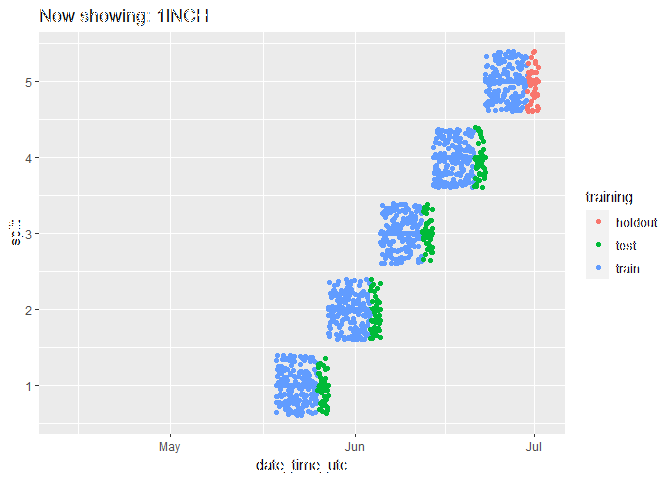 Now showing: 1INCH
5
4
3
2
1
May
Jun
Jul
date_time_utc
training
holdout
test
train